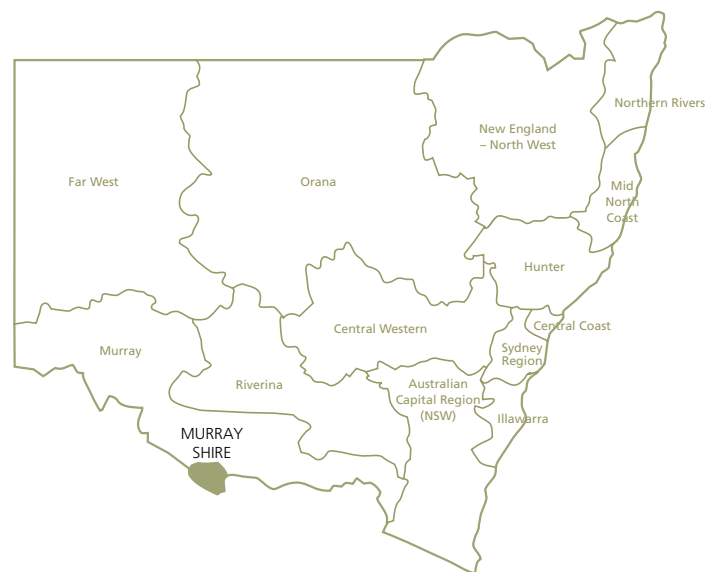 Northern Rivers
New England
– North West
Far West
Orana
Mid
North
Coast
Hunter
Central Coast
Central Western
Sydney
Region
Murray
Riverina
Australian
Capital Region
(NSW)
Illawarra
MURRAY
SHIRE